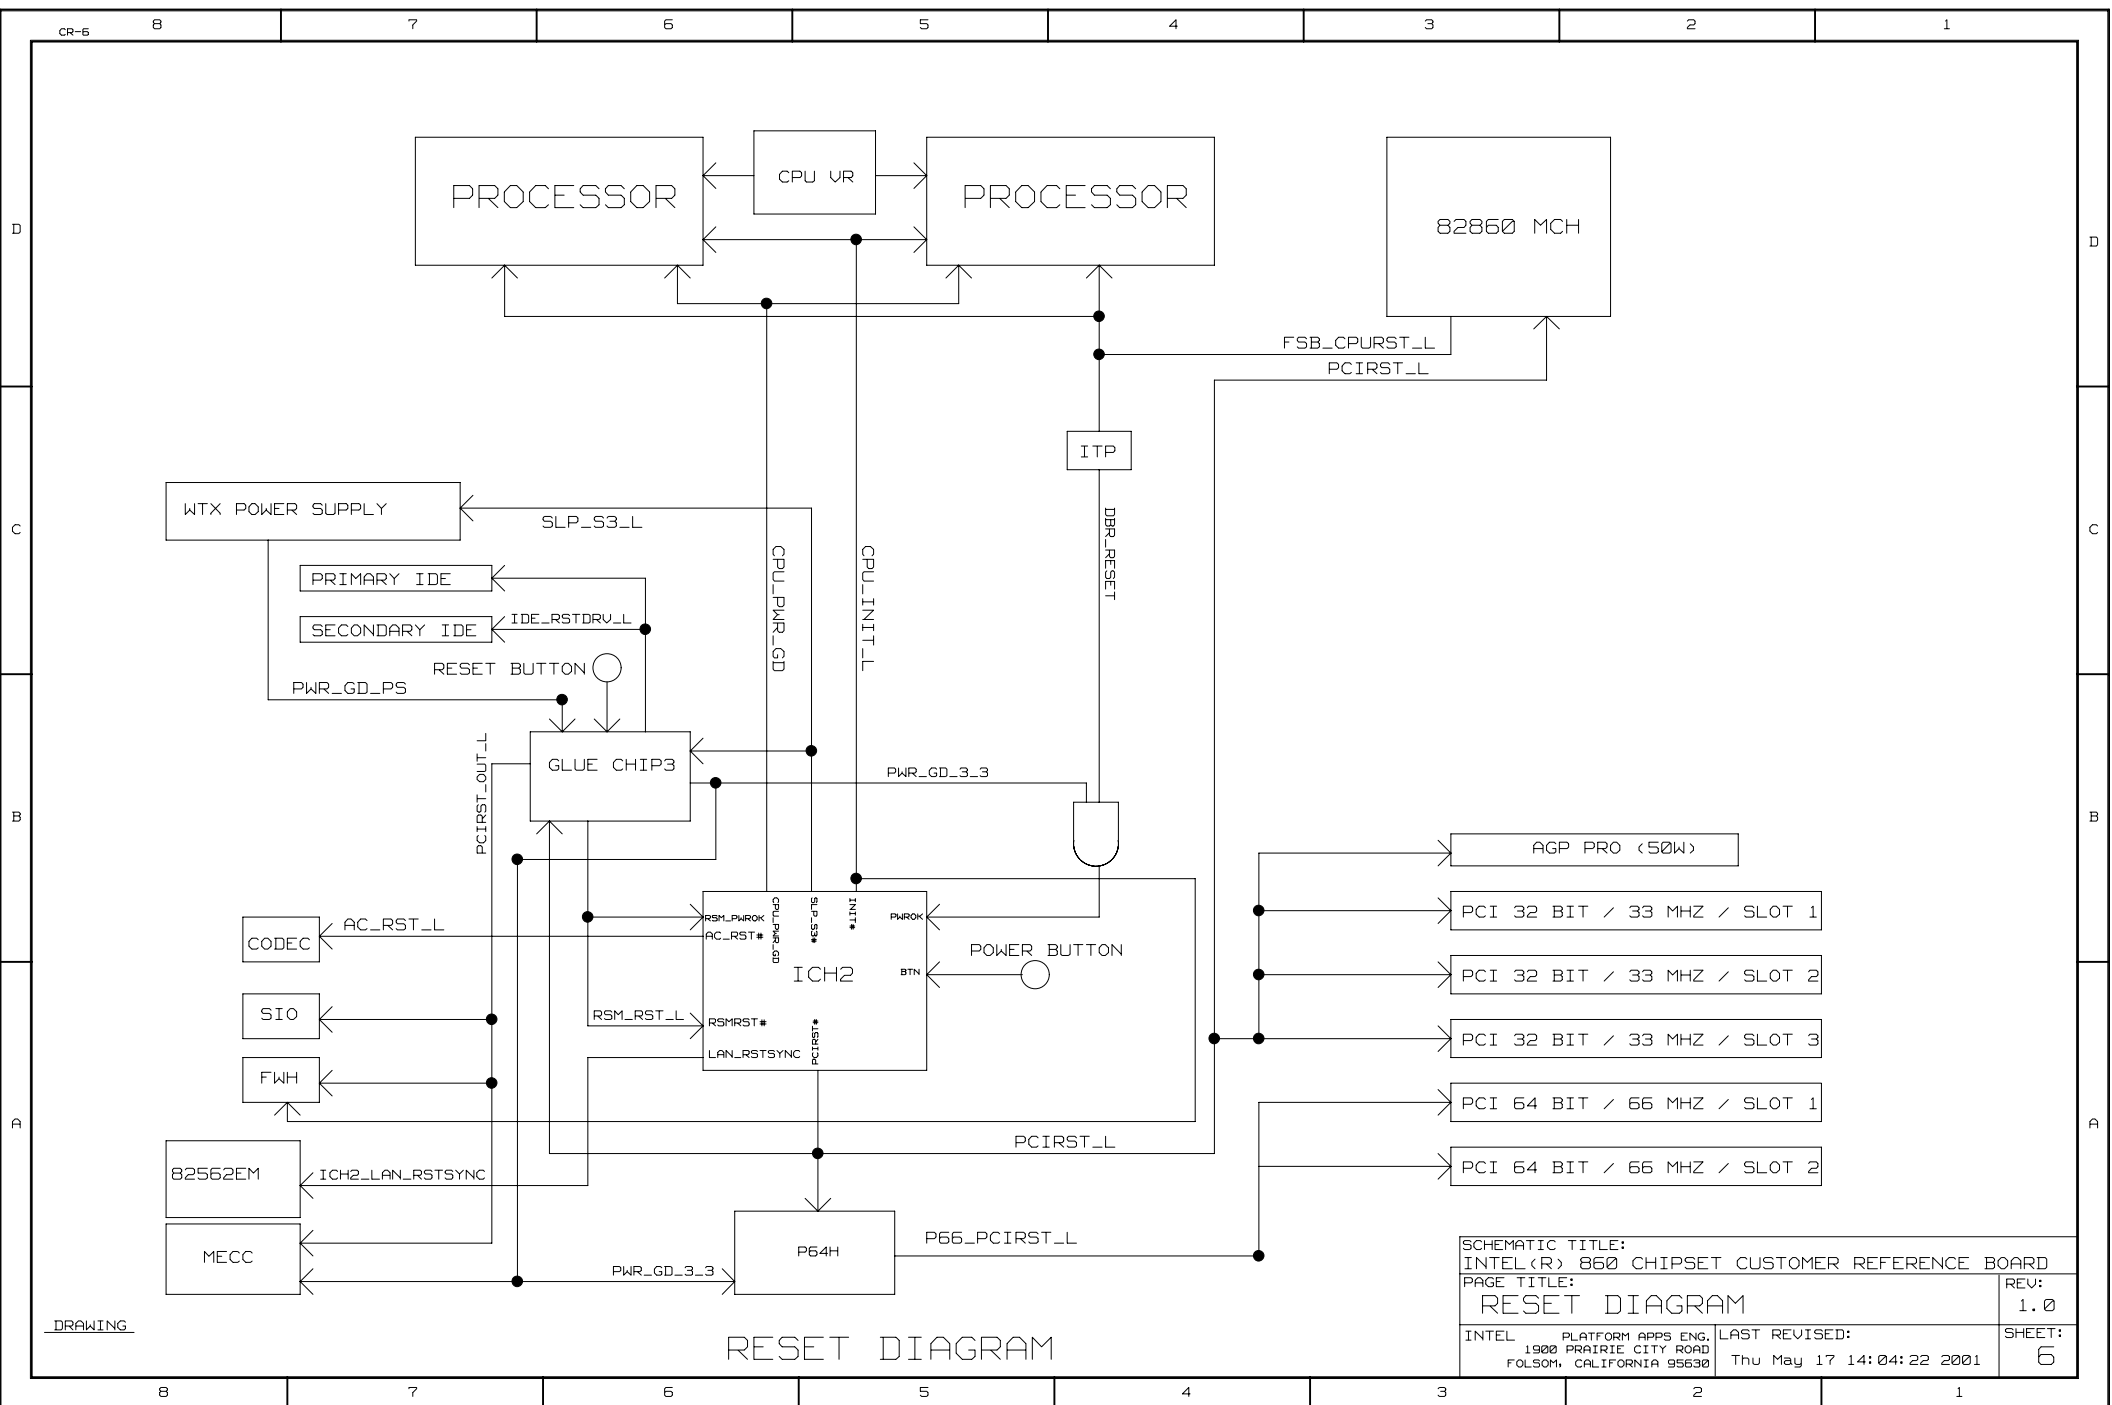 CR-6
8 7 6 5 4 3 2 1
D
D
PROCESSOR
CPU VR
PROCESSOR
82860 MCH
FSB_CPURST_L
PCIRST_L
ITP
C
C
WTX POWER SUPPLY
SLP_S3_L
CPU_PWR_GD
CPU_INIT_L
DBR_RESET
PRIMARY IDE
SECONDARY IDE
IDE_RSTDRV_L
RESET BUTTON
PWR_GD_PS
PCIRST_OUT_L
GLUE CHIP3
PWR_GD_3_3
B
B
AGP PRO (50W)
PCI 32 BIT / 33 MHZ / SLOT 1
PCI 32 BIT / 33 MHZ / SLOT 2
PCI 32 BIT / 33 MHZ / SLOT 3
PCI 64 BIT / 66 MHZ / SLOT 1
PCI 64 BIT / 66 MHZ / SLOT 2
RSM_PWROK
CPU_PWR_GD
SLP_S3#
INIT#
PWROK
AC_RST#
ICH2
BTN
POWER BUTTON
RSMRST#
PCIRST#
LAN_RSTSYNC
CODEC
AC_RST_L
SIO
RSM_RST_L
FWH
A
A
PCIRST_L
82562EM
ICH2_LAN_RSTSYNC
MECC
PWR_GD_3_3
P64H
P66_PCIRST_L
DRAWING
RESET DIAGRAM
SCHEMATIC TITLE:
INTEL(R) 860 CHIPSET CUSTOMER REFERENCE BOARD
PAGE TITLE:
RESET DIAGRAM
REV:
1.0
INTEL PLATFORM APPS ENG.
1900 PRAIRIE CITY ROAD
FOLSOM, CALIFORNIA 95630
LAST REVISED:
Thu May 17 14:04:22 2001
SHEET:
6
8 7 6 5 4 3 2 1